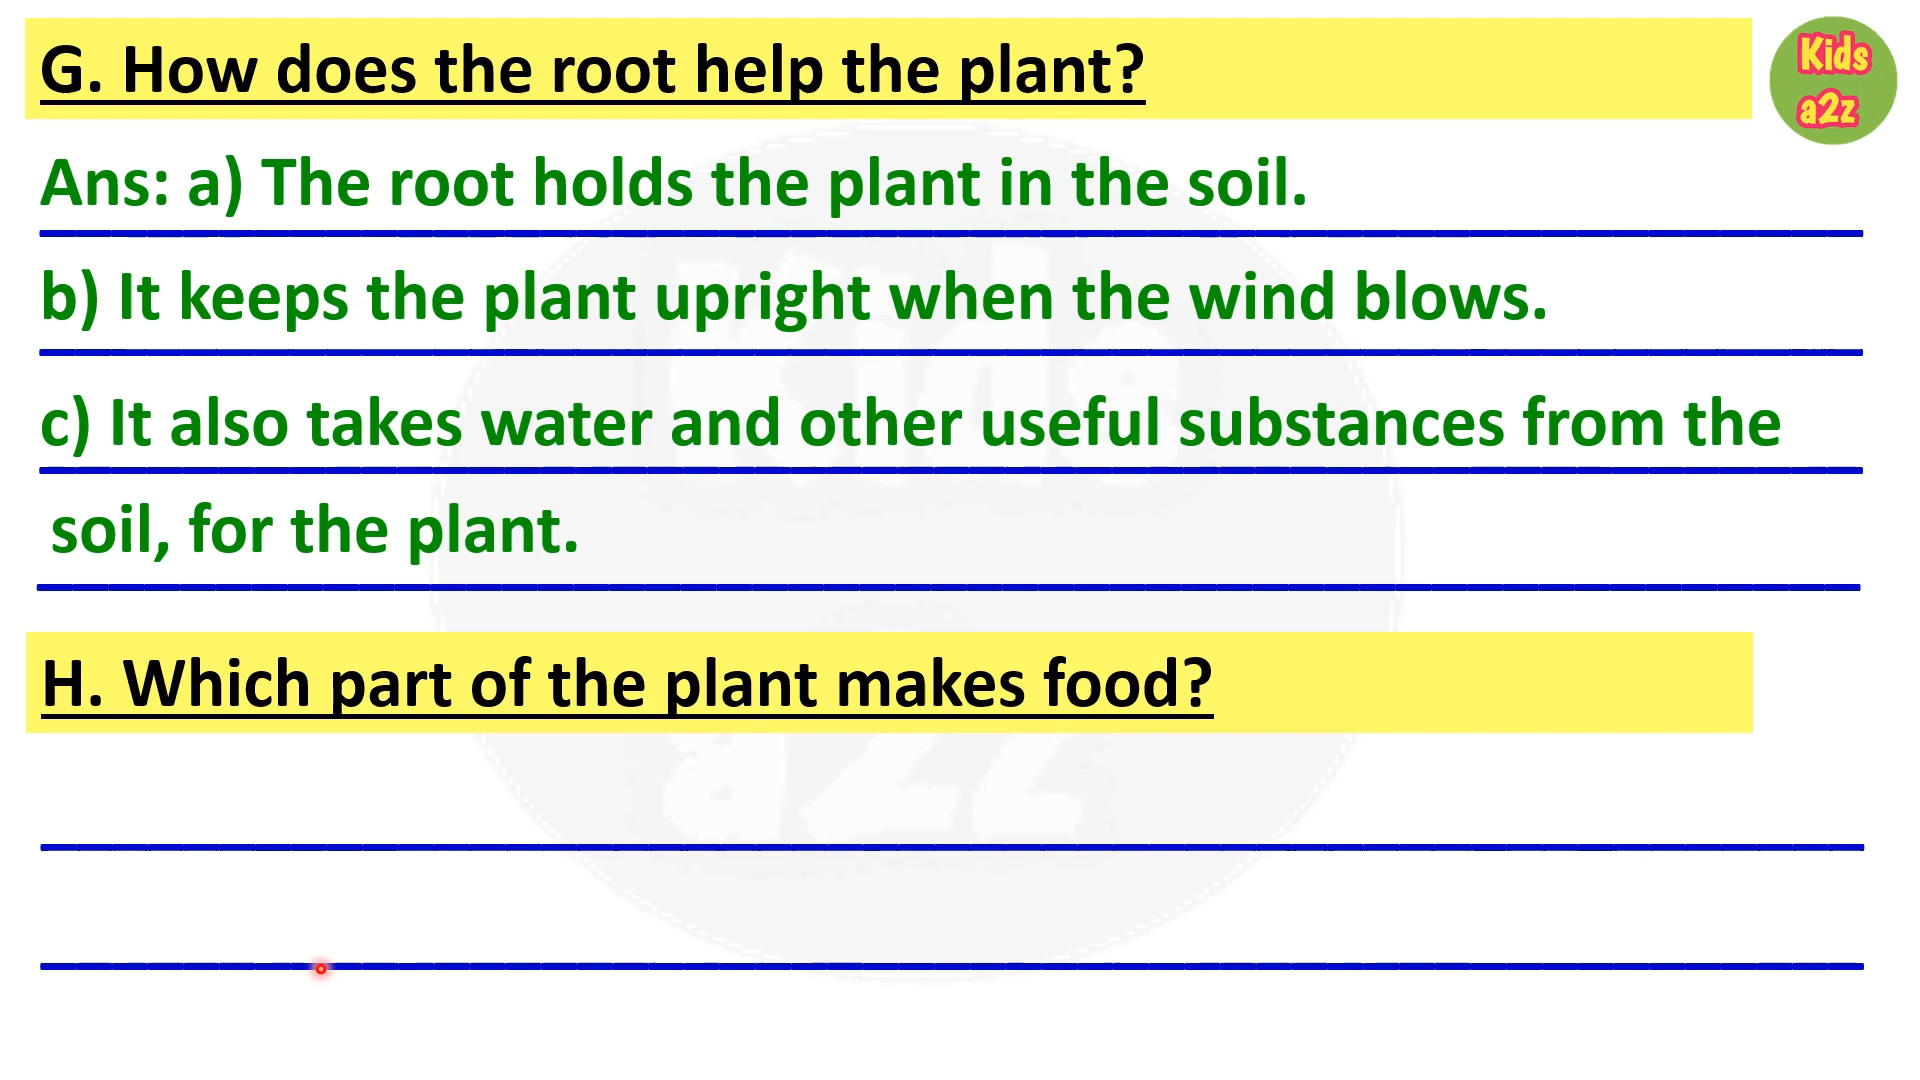 G. How does the root help the plant?
Kids
a2z
Ans: a) The root holds the plant in the soil.
b) It keeps the plant upright when the wind blows.
c) It also takes water and other useful substances from the
soil, for the plant.
H. Which part of the plant makes food?
Kids
a2z